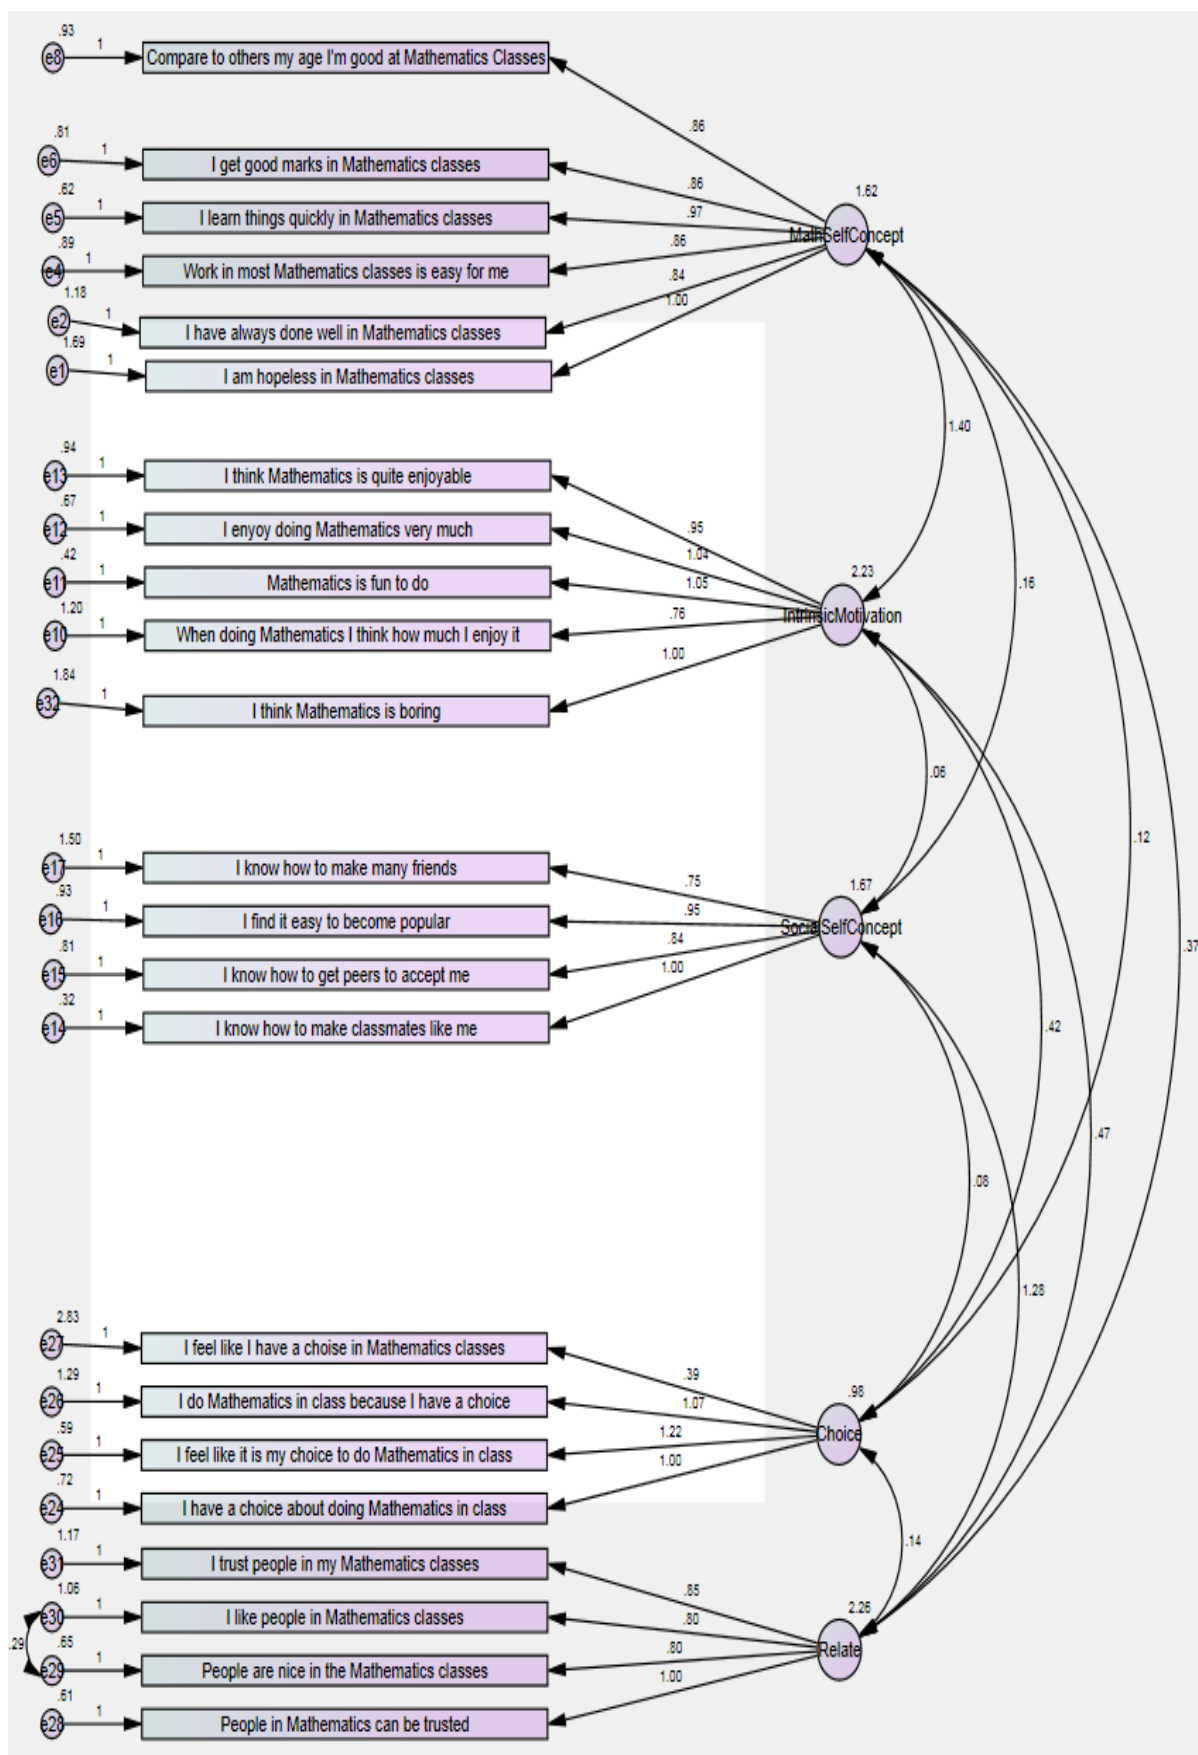 .93
e8 1 Compare to others my age I'm good at Mathematics Classes
.86
.81
e6 1 I get good marks in Mathematics classes
.86
1.62
.62
e5 1 I learn things quickly in Mathematics classes
.97
MathSelfConcept
.89
e4 1 Work in most Mathematics classes is easy for me
.86
1.18
e2 1 I have always done well in Mathematics classes
.84
1.69
e1 1 I am hopeless in Mathematics classes
1.00
1.40
.94
e13 1 I think Mathematics is quite enjoyable
.95
.67
e12 1 I enyoy doing Mathematics very much
1.04
.42
e11 1 Mathematics is fun to do
1.05
2.23
.16
1.20
e10 1 When doing Mathematics I think how much I enjoy it
.76
IntrinsicMotivation
1.84
e32 1 I think Mathematics is boring
1.00
.06
.12
1.50
e17 1 I know how to make many friends
.75
1.67
.93
e16 1 I find it easy to become popular
.95
SocialSelfConcept
.37
.81
e15 1 I know how to get peers to accept me
.84
.32
e14 1 I know how to make classmates like me
1.00
.42
.47
.08
1.28
2.83
e27 1 I feel like I have a choise in Mathematics classes
.39
1.29
e26 1 I do Mathematics in class because I have a choice
1.07
.98
.59
e25 1 I feel like it is my choice to do Mathematics in class
1.22
Choice
.72
e24 1 I have a choice about doing Mathematics in class
1.00
.14
1.17
e31 1 I trust people in my Mathematics classes
.85
1.06
e30 1 I like people in Mathematics classes
.80
2.26
.29
.65
e29 1 People are nice in the Mathematics classes
.80
Relate
.61
e28 1 People in Mathematics can be trusted
1.00